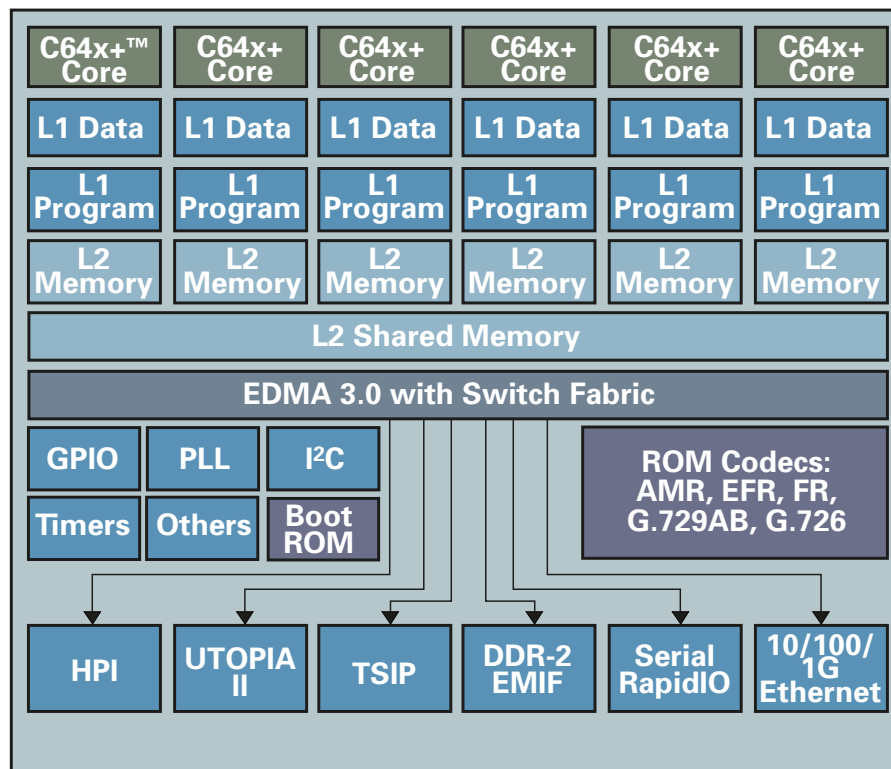 C64x+™
Core
C64x+
Core
C64x+
Core
C64x+
Core
C64x+
Core
C64x+
Core
L1 Data
L1 Data
L1 Data
L1 Data
L1 Data
L1 Data
L1
Program
L1
Program
L1
Program
L1
Program
L1
Program
L1
Program
L2
Memory
L2
Memory
L2
Memory
L2
Memory
L2
Memory
L2
Memory
L2 Shared Memory
EDMA 3.0 with Switch Fabric
GPIO
PLL
I²C
Timers
Others
Boot
ROM
ROM Codecs:
AMR, EFR, FR,
G.729AB, G.726
HPI
UTOPIA
II
TSIP
DDR-2
EMIF
Serial
RapidIO
10/100/
1G
Ethernet